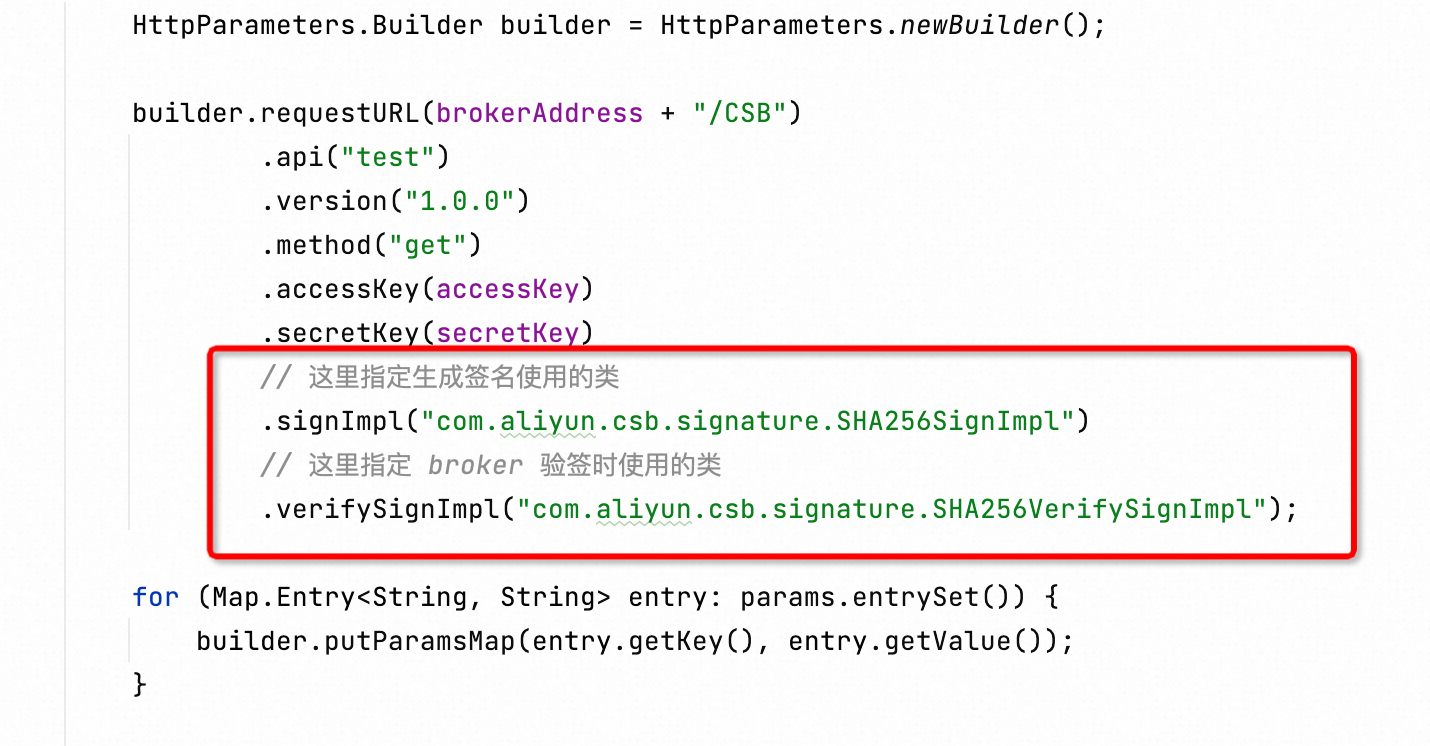 HttpParameters.Builder builder = HttpParameters.newBuilder();
builder.requestURL(brokerAddress + "/CSB")
.api("test")
.version("1.0.0")
.method("get")
.accessKey(accessKey)
.secretKey(secretKey)
// 这里指定生成签名使用的类
.signImpl("com.aliyun.csb.signature.SHA256SignImpl")
// 这里指定 broker 验签时使用的类
.verifySignImpl("com.aliyun.csb.signature.SHA256VerifySignImpl");
for (Map.Entry<String, String> entry: params.entrySet()) {
builder.putParamsMap(entry.getKey(), entry.getValue());
}